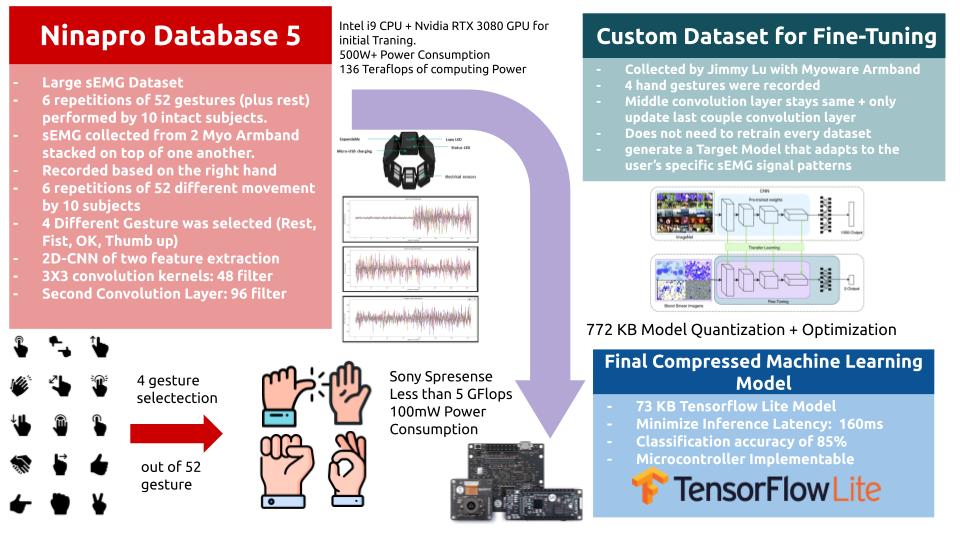 Ninapro Database 5
- Large sEMG Dataset
- 6 repetitions of 52 gestures (plus rest)
performed by 10 intact subjects.
- sEMG collected from 2 Myo Armband
stacked on top of one another.
- Recorded based on the right hand
- 6 repetitions of 52 different movement
by 10 subjects
- 4 Different Gesture was selected (Rest,
Fist, OK, Thumb up)
- 2D-CNN of two feature extraction
- 3X3 convolution kernels: 48 filter
- Second Convolution Layer: 96 filter
Intel i9 CPU + Nvidia RTX 3080 GPU for
initial Traning.
500W+ Power Consumption
136 Teraflops of computing Power
Expandable
Micro-USB charging
Logo LED
Status LED
Electrical sensors
Custom Dataset for Fine-Tuning
- Collected by Jimmy Lu with Myoware Armband
- 4 hand gestures were recorded
- Middle convolution layer stays same + only
update last couple convolution layer
- Does not need to retrain every dataset
- generate a Target Model that adapts to the
user's specific sEMG signal patterns
CNN
Pre-trained weights
ImageNet
1000 Output
Transfer Learning
Blood Smear Images
Fine-Tuning
2-Output
772 KB Model Quantization + Optimization
4 gesture
selectection
out of 52
gesture
Sony Spresense
Less than 5 GFlops
100mW Power
Consumption
Final Compressed Machine Learning
Model
- 73 KB Tensorflow Lite Model
- Minimize Inference Latency: 160ms
- Classification accuracy of 85%
- Microcontroller Implementable
TensorFlow Lite